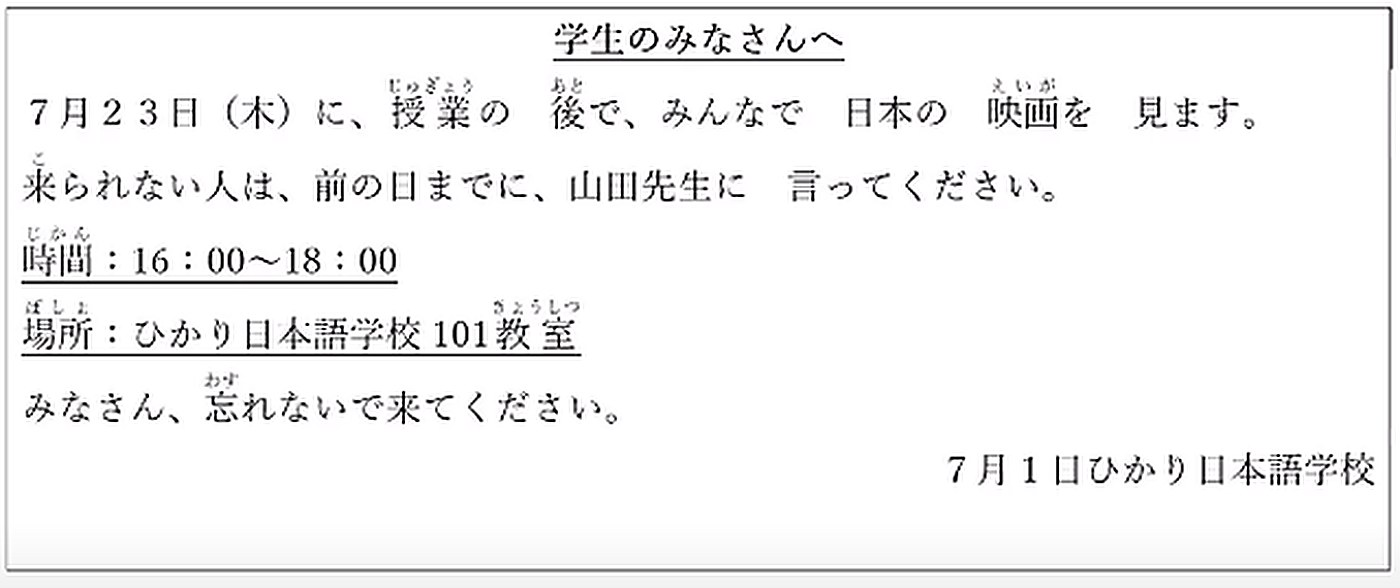 学生のみなさんへ
７月２３日（木）に、授業の　後で、みんなで　日本の　映画を　見ます。
来られない人は、前の日までに、山田先生に　言ってください。
時間：16：00～18：00
場所：ひかり日本語学校 101教室
みなさん、忘れないで来てください。
７月１日ひかり日本語学校